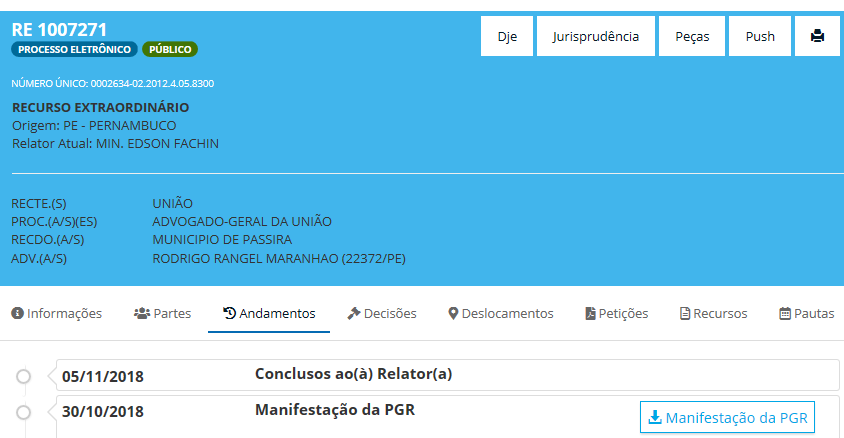 RE 1007271
PROCESSO ELETRÔNICO PÚBLICO
Dje Jurisprudência Peças Push
NÚMERO ÚNICO: 0002634-02.2012.4.05.8300
RECURSO EXTRAORDINÁRIO
Origem: PE - PERNAMBUCO
Relator Atual: MIN. EDSON FACHIN
RECTE.(S) UNIÃO
PROC.(A/S)(ES) ADVOGADO-GERAL DA UNIÃO
RECDO.(A/S) MUNICIPIO DE PASSIRA
ADV.(A/S) RODRIGO RANGEL MARANHAO (22372/PE)
Informações Partes Andamentos Decisões Deslocamentos Petições Recursos Pautas
05/11/2018 Conclusos ao(à) Relator(a)
30/10/2018 Manifestação da PGR Manifestação da PGR